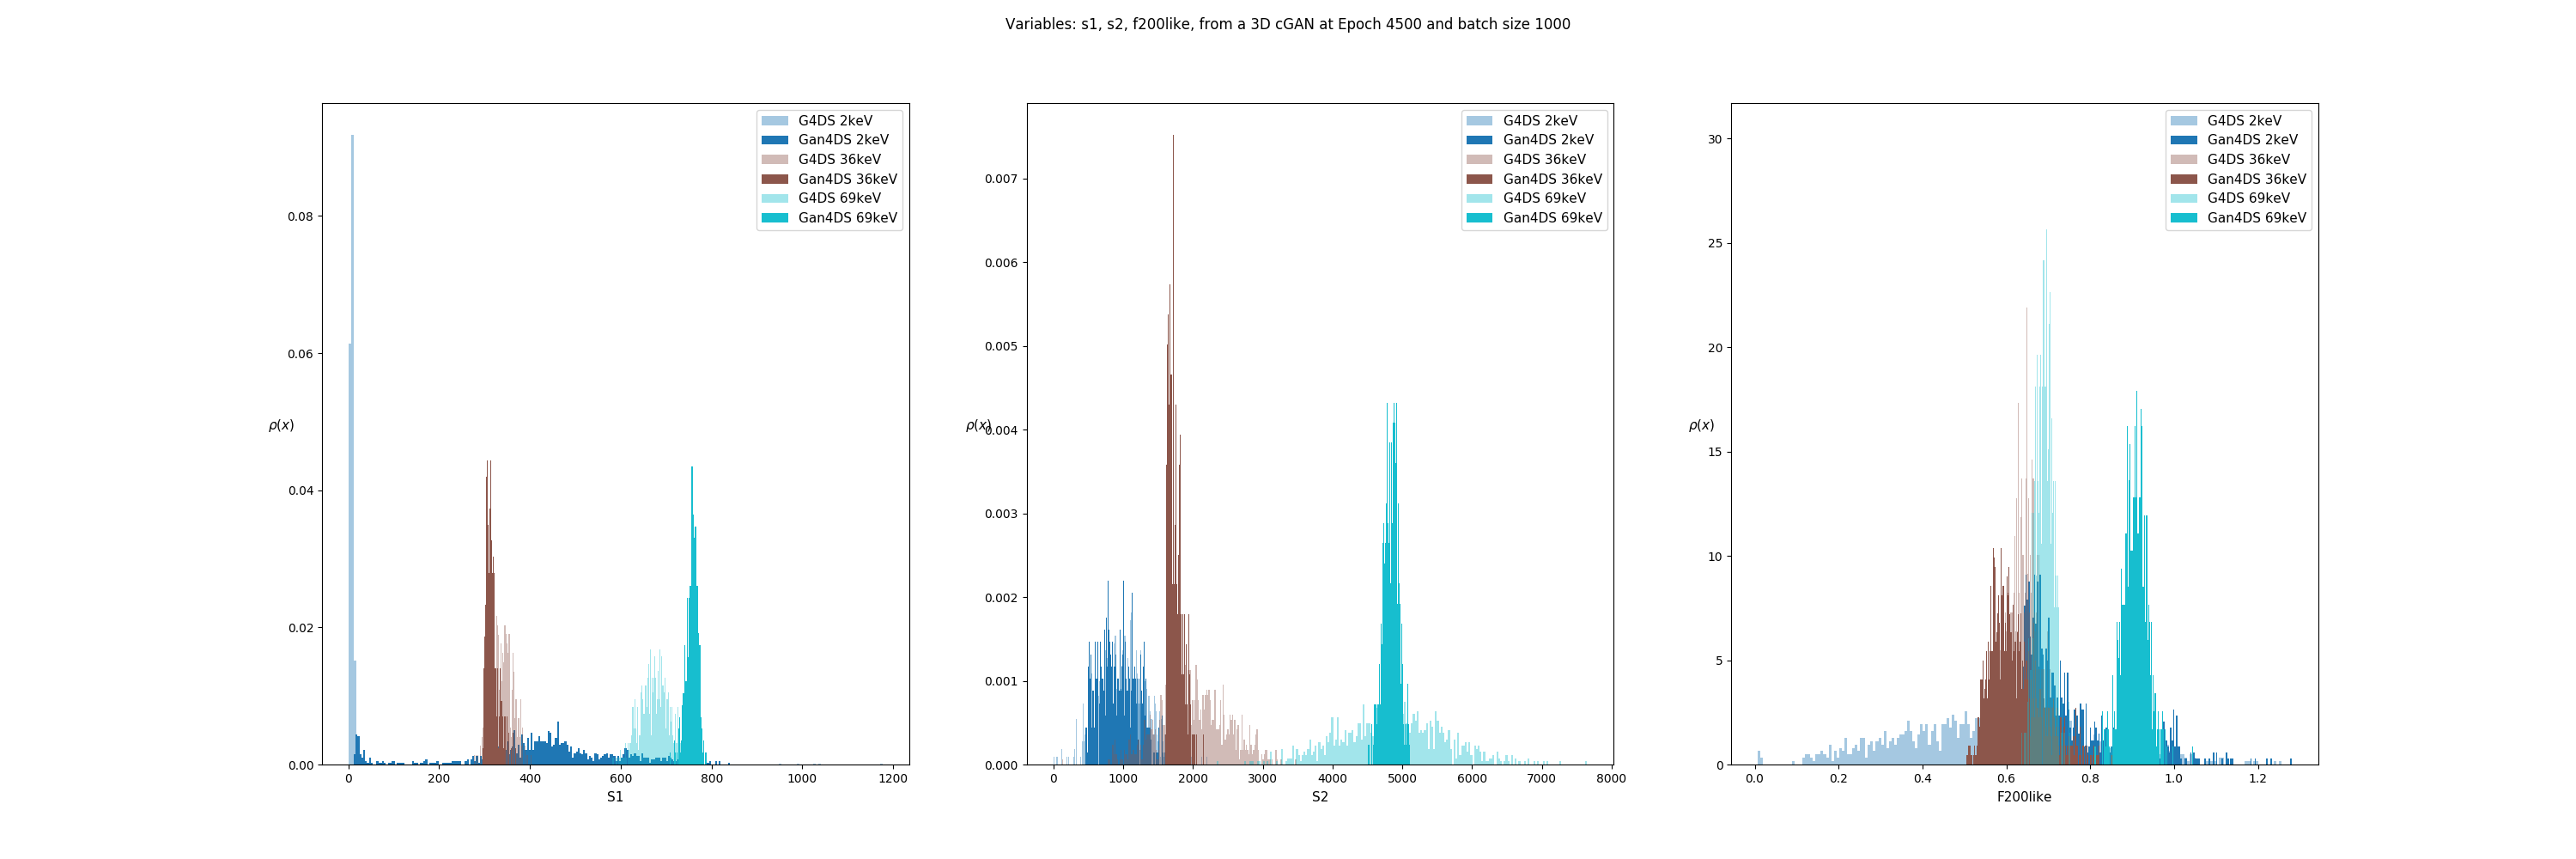 Variables: s1, s2, f200like, from a 3D cGAN at Epoch 4500 and batch size 1000
G4DS 2keV
Gan4DS 2keV
G4DS 36keV
Gan4DS 36keV
G4DS 69keV
Gan4DS 69keV
0.08
0.06
0.04
0.02
0.00
ρ(x)
0 200 400 600 800 1000 1200
S1
G4DS 2keV
Gan4DS 2keV
G4DS 36keV
Gan4DS 36keV
G4DS 69keV
Gan4DS 69keV
0.007
0.006
0.005
0.004
0.003
0.002
0.001
0.000
ρ(x)
0 1000 2000 3000 4000 5000 6000 7000 8000
S2
G4DS 2keV
Gan4DS 2keV
G4DS 36keV
Gan4DS 36keV
G4DS 69keV
Gan4DS 69keV
30
25
20
15
10
5
0
ρ(x)
0.0 0.2 0.4 0.6 0.8 1.0 1.2
F200like